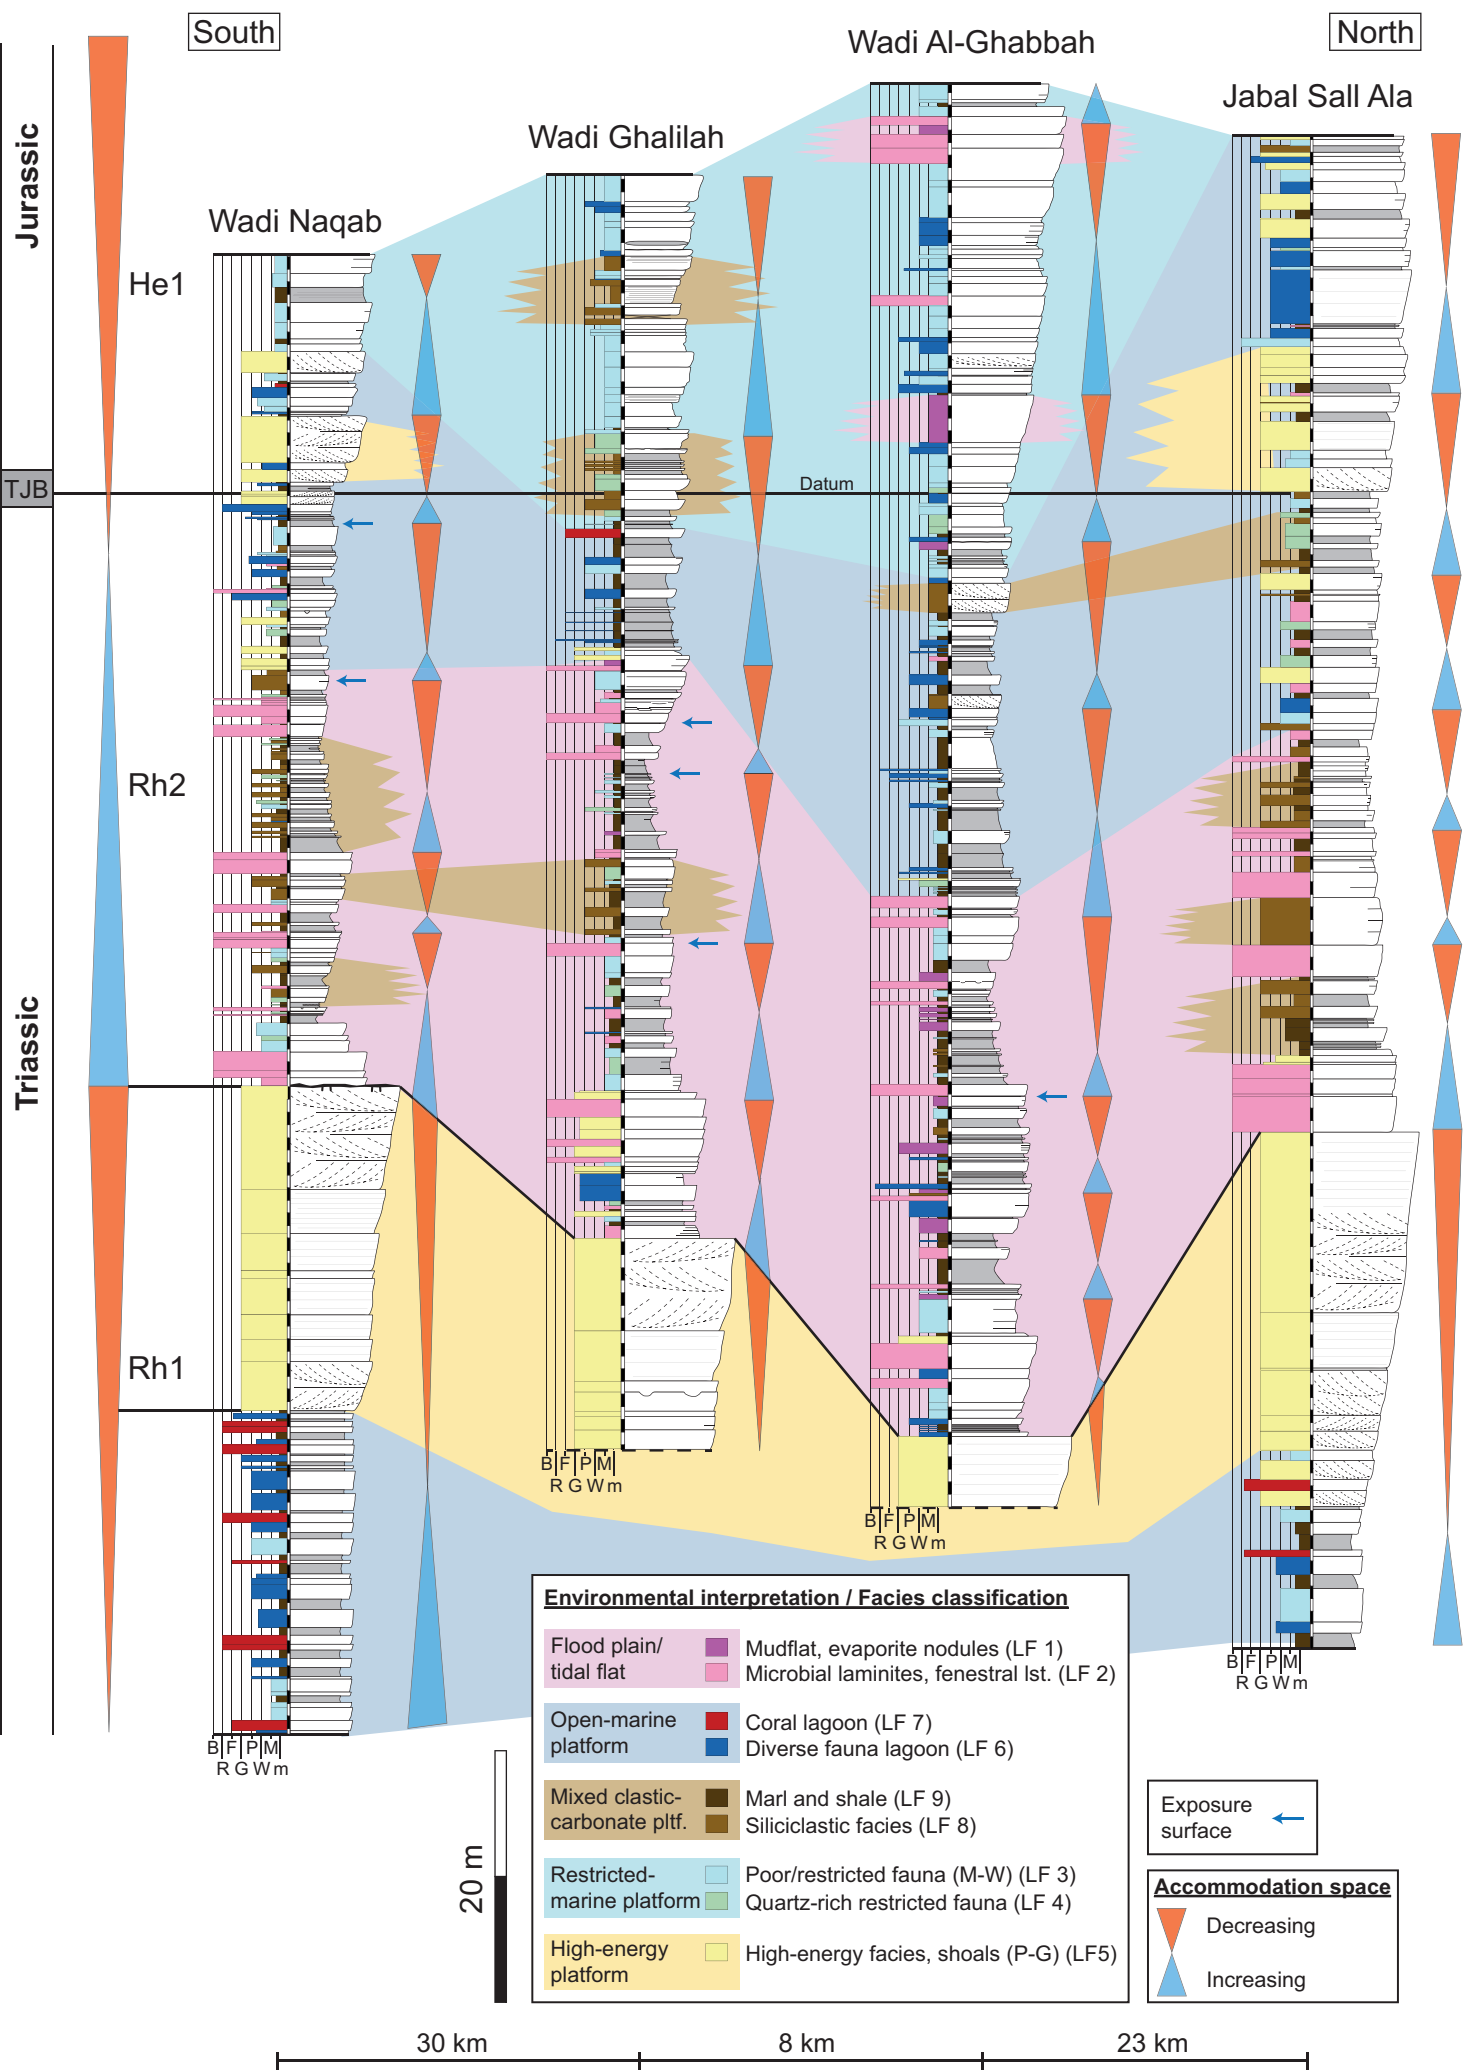 South
North
Wadi Al-Ghabbah
Jabal Sall Ala
Wadi Ghalilah
Wadi Naqab
Jurassic
He1
TJB
Datum
Rh2
Triassic
Rh1
B F P M
R G W m
B F P M
R G W m
B F P M
R G W m
B F P M
R G W m
Environmental interpretation / Facies classification
Flood plain/
tidal flat
Mudflat, evaporite nodules (LF 1)
Microbial laminites, fenestral lst. (LF 2)
Open-marine
platform
Coral lagoon (LF 7)
Diverse fauna lagoon (LF 6)
Mixed clastic-
carbonate pltf.
Marl and shale (LF 9)
Siliciclastic facies (LF 8)
Restricted-
marine platform
Poor/restricted fauna (M-W) (LF 3)
Quartz-rich restricted fauna (LF 4)
High-energy
platform
High-energy facies, shoals (P-G) (LF5)
Exposure
surface
Accommodation space
Decreasing
Increasing
20 m
30 km
8 km
23 km